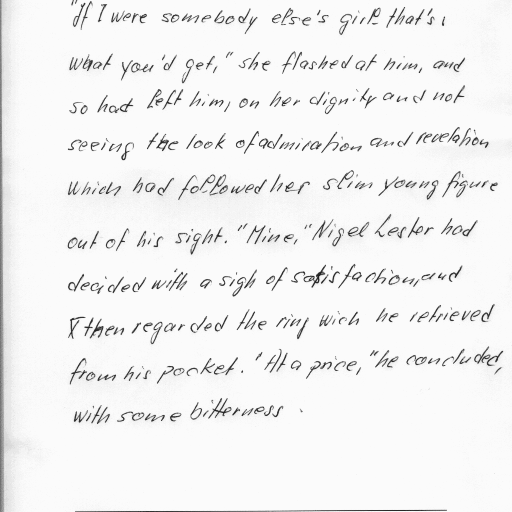 "If I were somebody else's girl that's
what you'd get," she flashed at him, and
so had left him, on her dignity and not
seeing the look of admiration and revelation
which had followed her slim young figure
out of his sight. "Mine," Nigel Lester had
decided with a sigh of satisfaction, and
then regarded the ring wich he retrieved
from his pocket. 'At a price," he concluded,
with some bitterness.